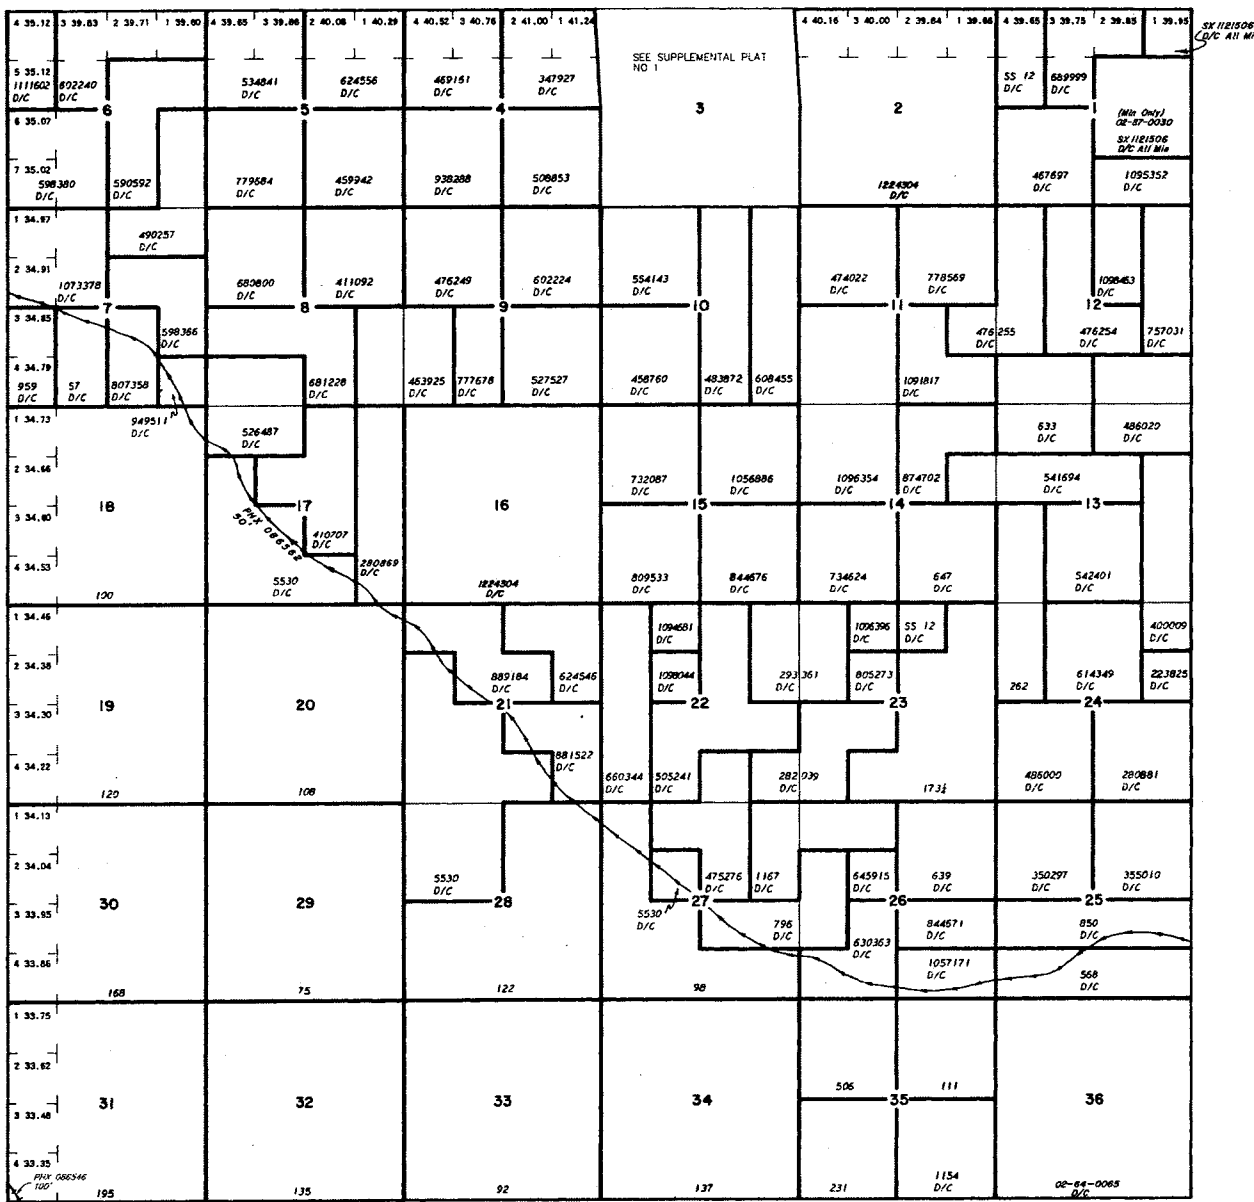 4 35.12 3 39.83 2 39.71 1 39.60 4 39.65 3 39.86 2 40.08 1 40.29 4 40.52 3 40.76 2 41.00 1 41.24 4 40.16 3 40.00 2 39.84 1 39.66 4 39.65 3 39.75 2 39.85 1 39.95
SX 1121506
D/C All Min
SEE SUPPLEMENTAL PLAT
NO 1
5 35.12
1111602
D/C
602240
D/C
534841
D/C
624556
D/C
469161
D/C
347927
D/C
SS 12
D/C
689999
D/C
6 5 4 3 2 1
(Min Only)
02-87-0030
SX 1121506
D/C All Min
6 35.07
7 35.02
598380
D/C
590592
D/C
779684
D/C
459942
D/C
938288
D/C
508853
D/C
1224304
D/C
467697
D/C
1095352
D/C
1 34.97
490257
D/C
2 34.91
1073378
D/C
680800
D/C
411092
D/C
476249
D/C
602224
D/C
554143
D/C
474022
D/C
778569
D/C
1098463
D/C
7 8 9 10 11 12
3 34.85
598366
D/C
476255
D/C
476254
D/C
757031
D/C
4 34.79
959
D/C
57
D/C
807358
D/C
681228
D/C
463925
D/C
777678
D/C
527527
D/C
458760
D/C
483872
D/C
608455
D/C
1091817
D/C
1 34.73
949511
D/C
526487
D/C
633
D/C
486020
D/C
2 34.66
732087
D/C
1056886
D/C
1096354
D/C
874702
D/C
541694
D/C
18 17 16 15 14 13
3 34.60
PHX 086562
50'
410707
D/C
4 34.53
100
5530
D/C
280869
D/C
1224304
D/C
809533
D/C
844676
D/C
734624
D/C
647
D/C
542401
D/C
1 34.46
1094681
D/C
1096396
D/C
SS 12
D/C
400009
D/C
2 34.38
889184
D/C
624546
D/C
1098044
D/C
293361
D/C
805273
D/C
262
614349
D/C
223825
D/C
19 20 21 22 23 24
3 34.30
4 34.22
120
108
881522
D/C
660344
D/C
505241
D/C
282039
D/C
173½
486000
D/C
280881
D/C
1 34.13
2 34.04
5530
D/C
475276
D/C
1167
D/C
645915
D/C
639
D/C
350297
D/C
355010
D/C
30 29 28 27 26 25
3 33.95
5530
D/C
796
D/C
630363
D/C
844671
D/C
850
D/C
4 33.86
168
75
122
98
1057171
D/C
568
D/C
1 33.75
2 33.62
506
111
31 32 33 34 35 36
3 33.48
4 33.35
PHX 086546
100'
195
135
92
137
231
1154
D/C
02-64-0065
D/C